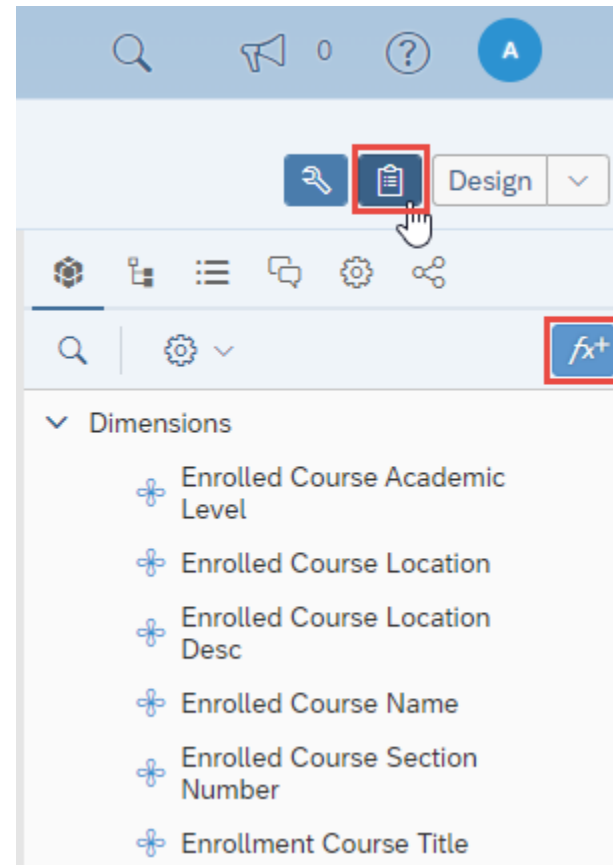 0
?
A
Design
fx+
Dimensions
Enrolled Course Academic
Level
Enrolled Course Location
Enrolled Course Location
Desc
Enrolled Course Name
Enrolled Course Section
Number
Enrollment Course Title